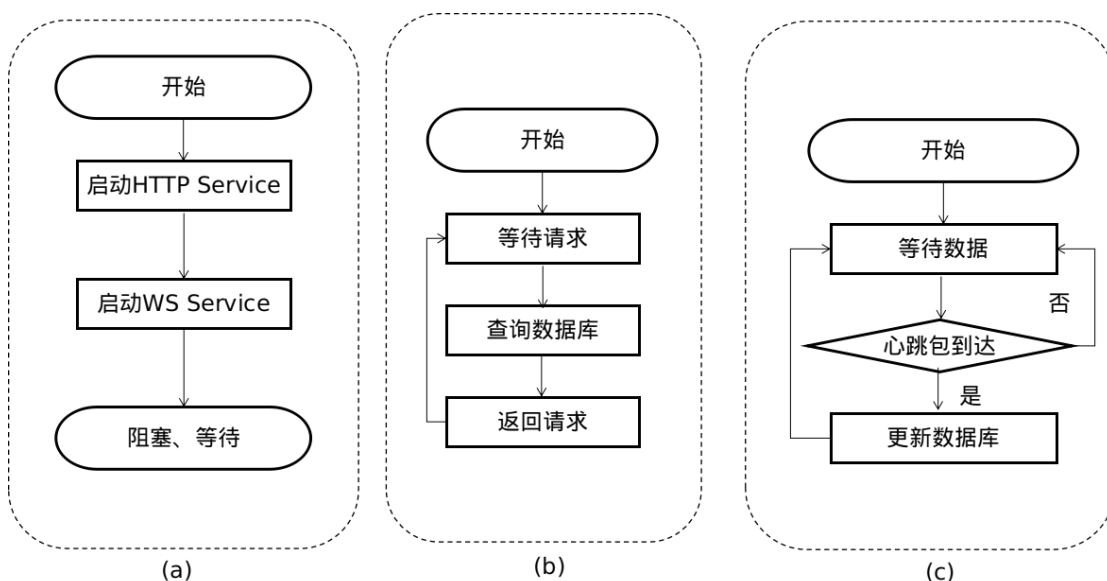 开始
启动HTTP Service
启动WS Service
阻塞、等待
(a)
开始
等待请求
查询数据库
返回请求
(b)
开始
等待数据
否
心跳包到达
是
更新数据库
(c)